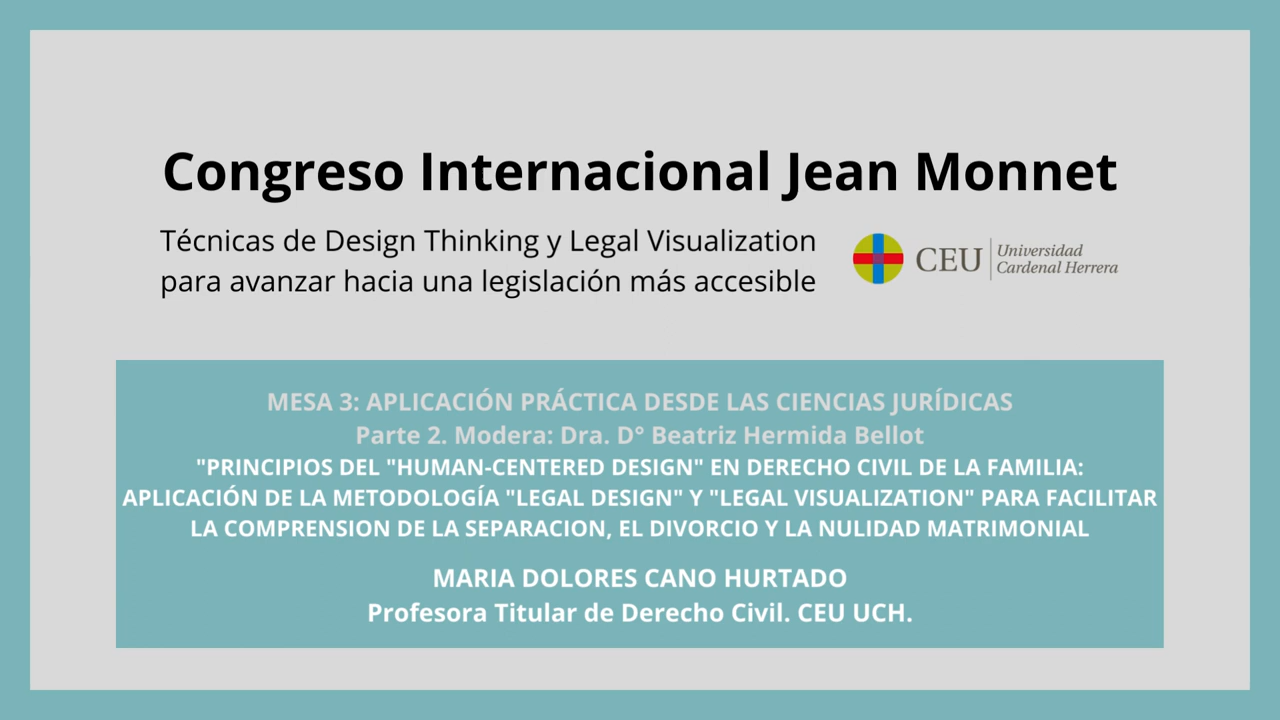 Congreso Internacional Jean Monnet
Técnicas de Design Thinking y Legal Visualization
para avanzar hacia una legislación más accesible
CEU
Universidad
Cardenal Herrera
MESA 3: APLICACIÓN PRÁCTICA DESDE LAS CIENCIAS JURÍDICAS
Parte 2. Modera: Dra. D° Beatriz Hermida Bellot
"PRINCIPIOS DEL "HUMAN-CENTERED DESIGN" EN DERECHO CIVIL DE LA FAMILIA:
APLICACIÓN DE LA METODOLOGÍA "LEGAL DESIGN" Y "LEGAL VISUALIZATION" PARA FACILITAR
LA COMPRENSION DE LA SEPARACION, EL DIVORCIO Y LA NULIDAD MATRIMONIAL
MARIA DOLORES CANO HURTADO
Profesora Titular de Derecho Civil. CEU UCH.